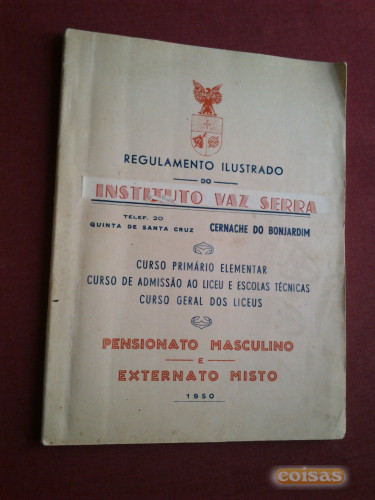 REGULAMENTO ILUSTRADO
DO
INSTITUTO VAZ SERRA
TELEF. 20
QUINTA DE SANTA CRUZ CERNACHE DO BONJARDIM
CURSO PRIMÁRIO ELEMENTAR
CURSO DE ADMISSÃO AO LICEU E ESCOLAS TÉCNICAS
CURSO GERAL DOS LICEUS
PENSIONATO MASCULINO
E
EXTERNATO MISTO
1950
coisas